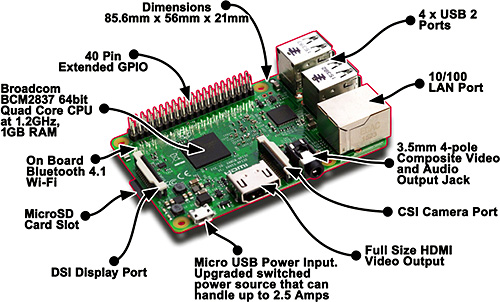 Dimensions
85.6mm x 56mm x 21mm
4 x USB 2
Ports
40 Pin
Extended GPIO
10/100
LAN Port
Broadcom
BCM2837 64bit
Quad Core CPU
at 1.2GHz,
1GB RAM
3.5mm 4-pole
Composite Video
and Audio
Output Jack
On Board
Bluetooth 4.1
Wi-Fi
MicroSD
Card Slot
CSI Camera Port
DSI Display Port
Micro USB Power Input.
Upgraded switched
power source that can
handle up to 2.5 Amps
Full Size HDMI
Video Output